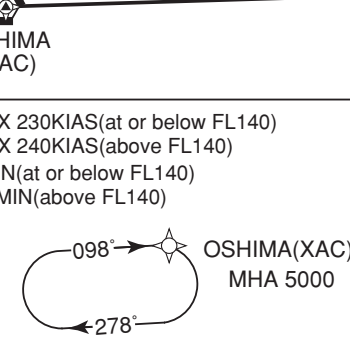 HIMA
AC)
X 230KIAS(at or below FL140)
X 240KIAS(above FL140)
N(at or below FL140)
MIN(above FL140)
098° OSHIMA(XAC)
MHA 5000
278°